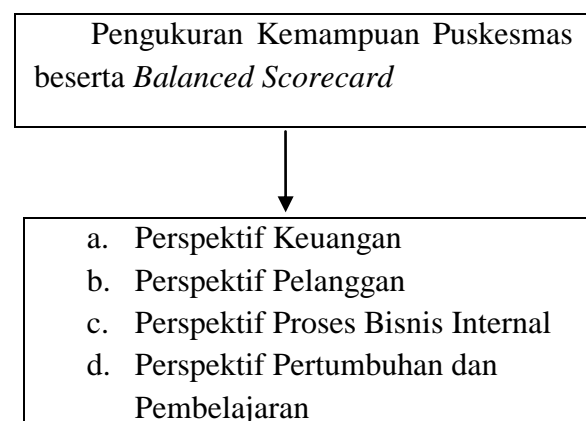 Pengukuran Kemampuan Puskesmas
beserta Balanced Scorecard
a. Perspektif Keuangan
b. Perspektif Pelanggan
c. Perspektif Proses Bisnis Internal
d. Perspektif Pertumbuhan dan
Pembelajaran